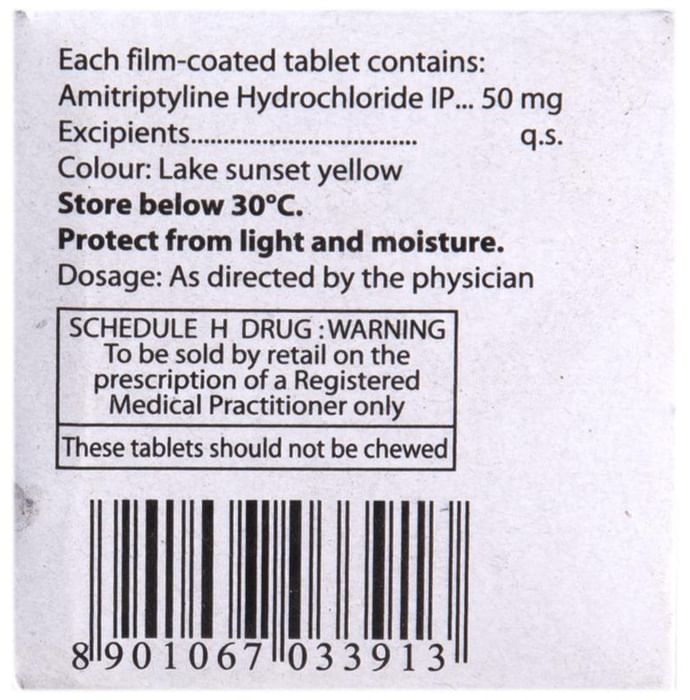 Each film-coated tablet contains:
Amitriptyline Hydrochloride IP... 50 mg
Excipients.................................... q.s.
Colour: Lake sunset yellow
Store below 30°C.
Protect from light and moisture.
Dosage: As directed by the physician
SCHEDULE H DRUG : WARNING
To be sold by retail on the
prescription of a Registered
Medical Practitioner only
These tablets should not be chewed
8 901067 033913